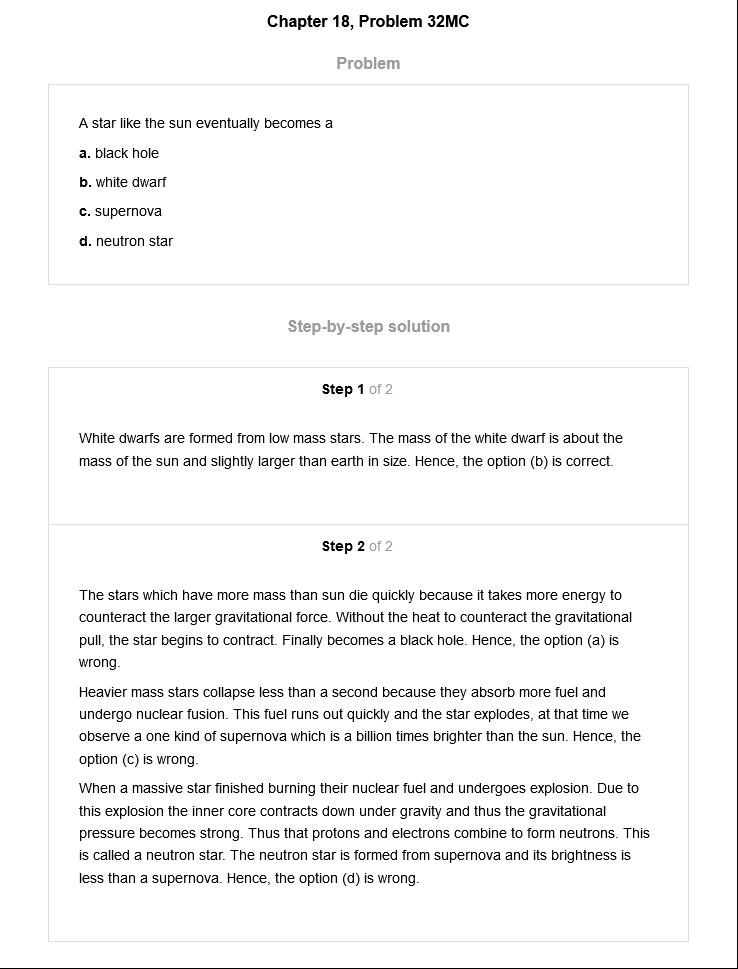 Chapter 18, Problem 32MC
Problem
A star like the sun eventually becomes a
a. black hole
b. white dwarf
c. supernova
d. neutron star
Step-by-step solution
Step 1 of 2
White dwarfs are formed from low mass stars. The mass of the white dwarf is about the
mass of the sun and slightly larger than earth in size. Hence, the option (b) is correct.
Step 2 of 2
The stars which have more mass than sun die quickly because it takes more energy to
counteract the larger gravitational force. Without the heat to counteract the gravitational
pull, the star begins to contract. Finally becomes a black hole. Hence, the option (a) is
wrong.
Heavier mass stars collapse less than a second because they absorb more fuel and
undergo nuclear fusion. This fuel runs out quickly and the star explodes, at that time we
observe a one kind of supernova which is a billion times brighter than the sun. Hence, the
option (c) is wrong.
When a massive star finished burning their nuclear fuel and undergoes explosion. Due to
this explosion the inner core contracts down under gravity and thus the gravitational
pressure becomes strong. Thus that protons and electrons combine to form neutrons. This
is called a neutron star. The neutron star is formed from supernova and its brightness is
less than a supernova. Hence, the option (d) is wrong.